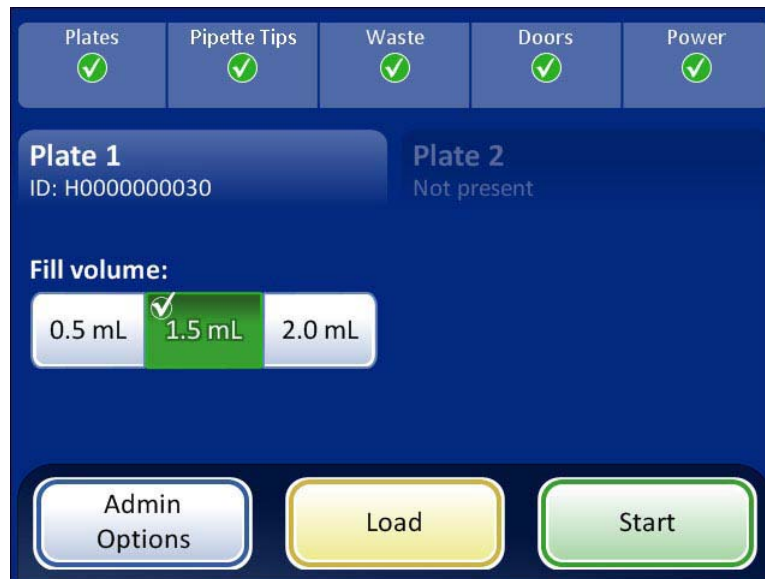 Plates
Pipette Tips
Waste
Doors
Power
Plate 1
ID: H0000000030
Plate 2
Not present
Fill volume:
0.5 mL
1.5 mL
2.0 mL
Admin
Options
Load
Start